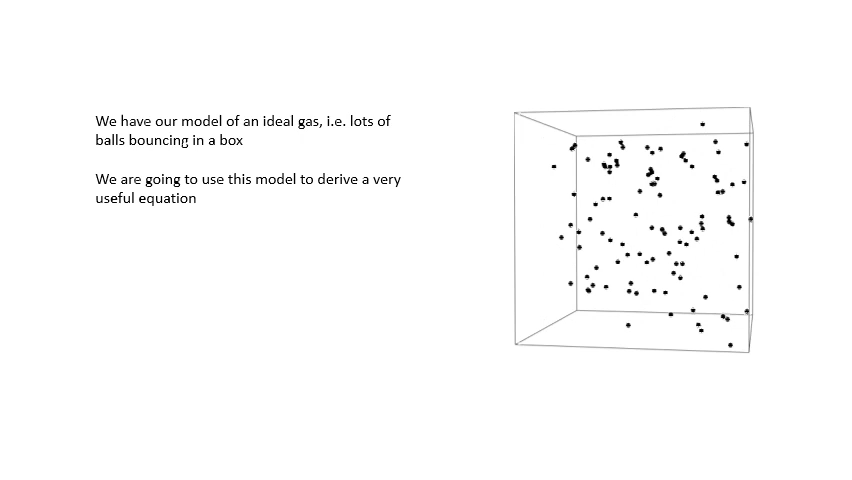 We have our model of an ideal gas, i.e. lots of
balls bouncing in a box
We are going to use this model to derive a very
useful equation